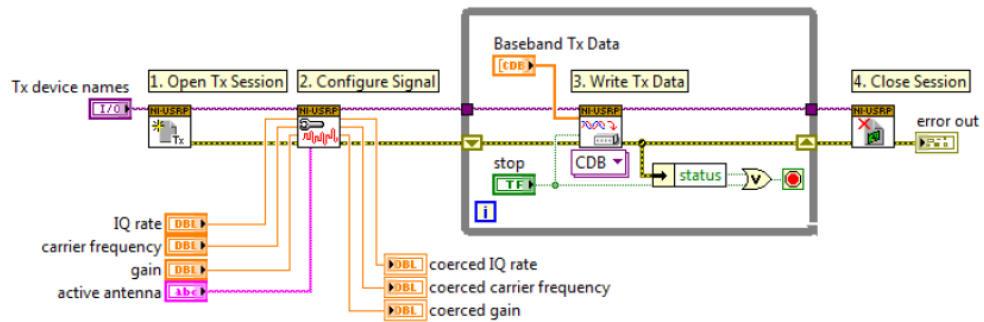 Baseband Tx Data
[CDB]
1. Open Tx Session
2. Configure Signal
3. Write Tx Data
4. Close Session
Tx device names
I/O
NI-USRP
NI-USRP
NI-USRP
NI-USRP
Tx
error out
stop
TF
CDB
status
V
i
IQ rate
DBL
carrier frequency
DBL
gain
DBL
active antenna
abc
DBL
coerced IQ rate
DBL
coerced carrier frequency
DBL
coerced gain